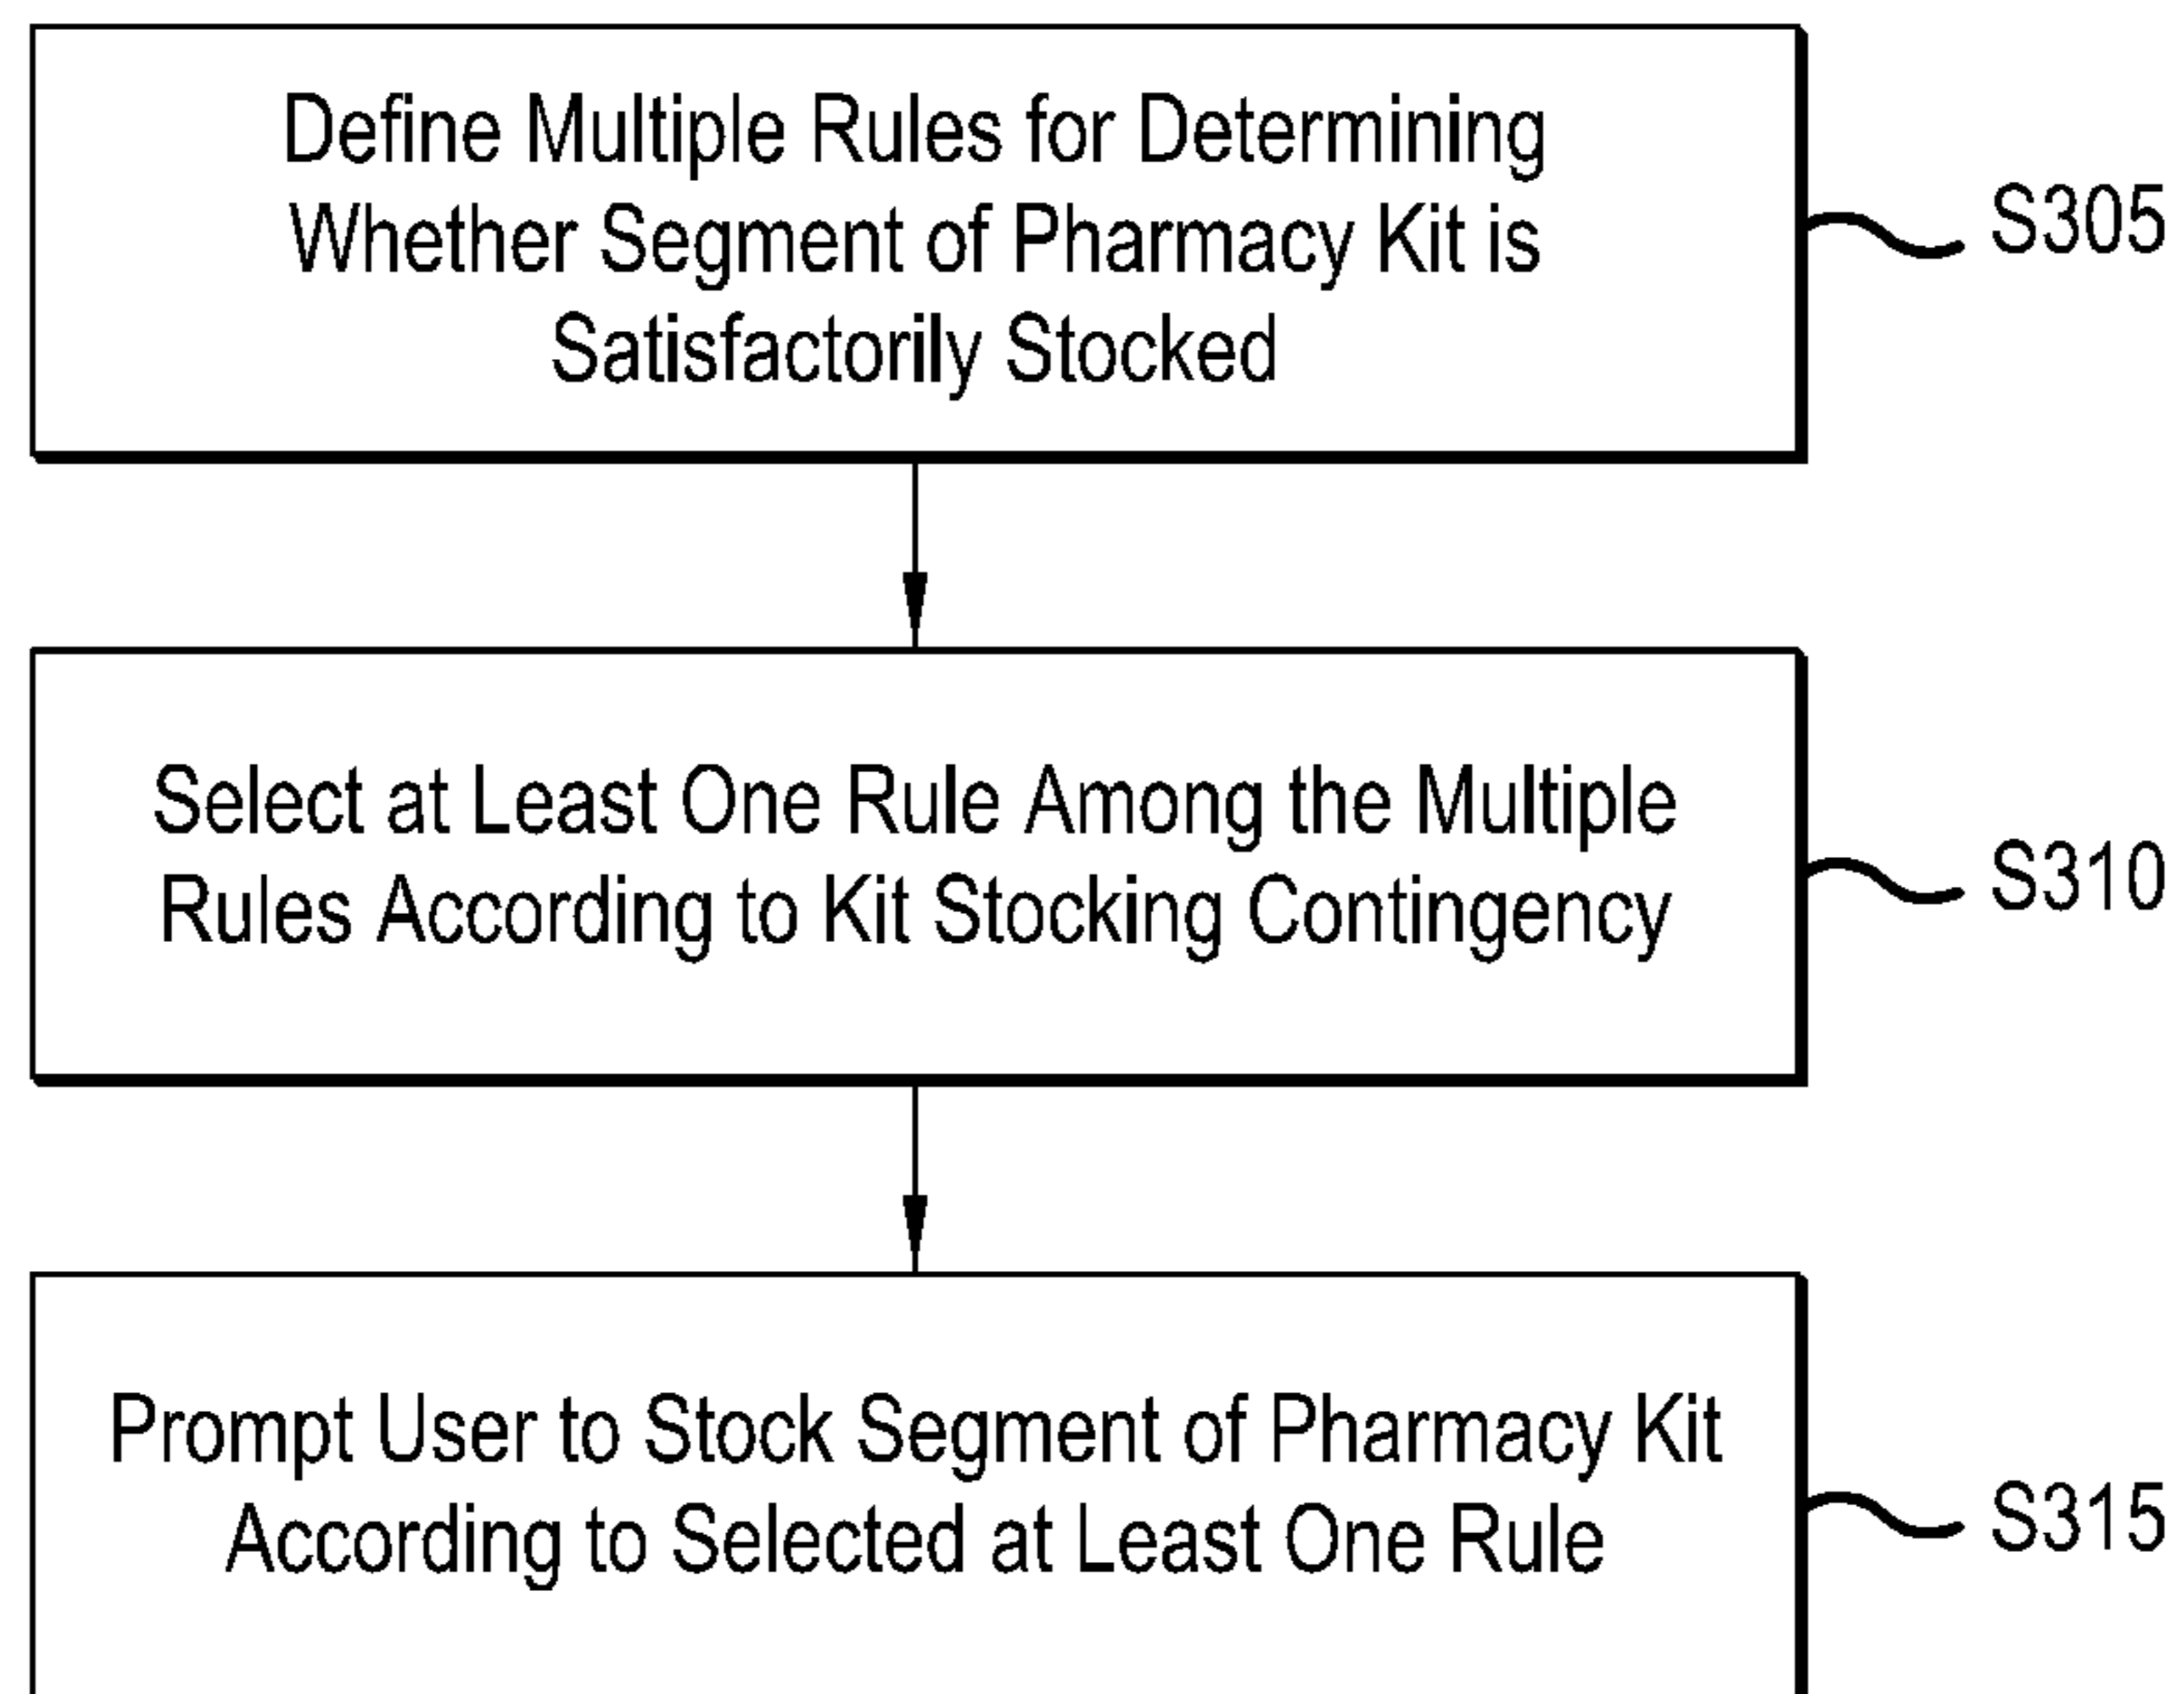 Define Multiple Rules for Determining
Whether Segment of Pharmacy Kit is
Satisfactorily Stocked
S305
Select at Least One Rule Among the Multiple
Rules According to Kit Stocking Contingency
S310
Prompt User to Stock Segment of Pharmacy Kit
According to Selected at Least One Rule
S315